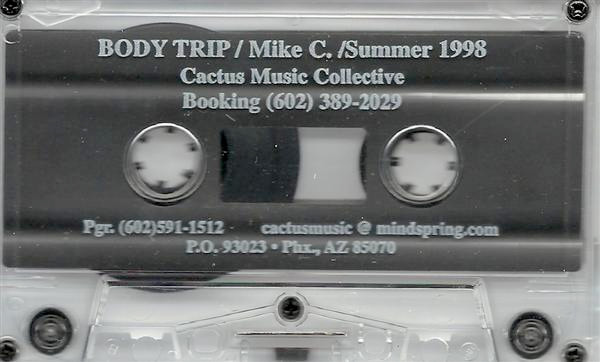 BODY TRIP / Mike C. /Summer 1998
Cactus Music Collective
Booking (602) 389-2029
Pgr. (602)591-1512 cactusmusic @ mindspring.com
P.O. 93023 • Phx., AZ 85070